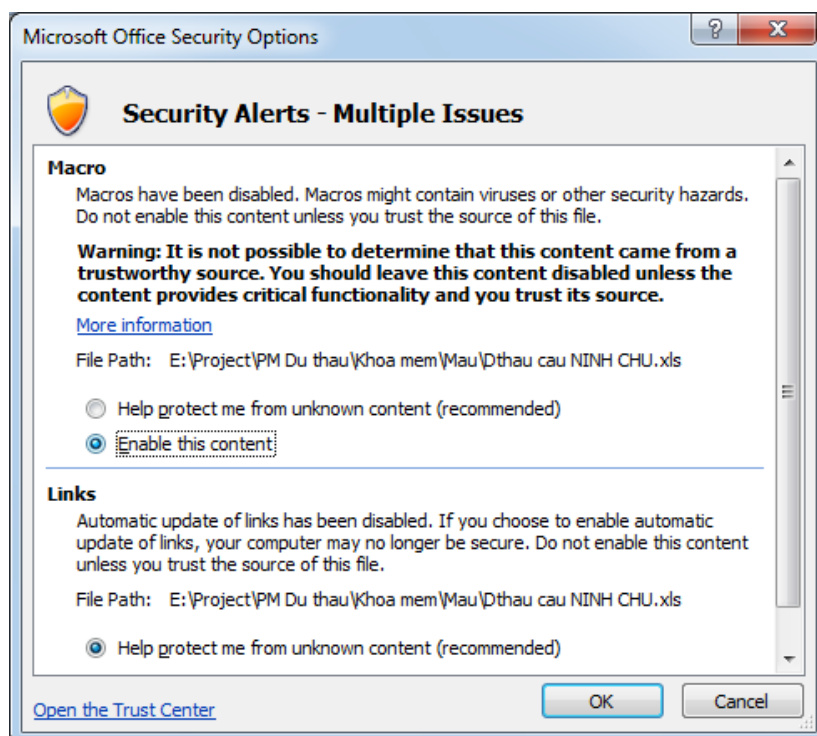 Microsoft Office Security Options
Security Alerts - Multiple Issues
Macro
Macros have been disabled. Macros might contain viruses or other security hazards.
Do not enable this content unless you trust the source of this file.
Warning: It is not possible to determine that this content came from a
trustworthy source. You should leave this content disabled unless the
content provides critical functionality and you trust its source.
More information
File Path: E:\Project\PM Du thau\Khoa mem\Mau\Dthau cau NINH CHU.xls
Help protect me from unknown content (recommended)
Enable this content
Links
Automatic update of links has been disabled. If you choose to enable automatic
update of links, your computer may no longer be secure. Do not enable this content
unless you trust the source of this file.
File Path: E:\Project\PM Du thau\Khoa mem\Mau\Dthau cau NINH CHU.xls
Help protect me from unknown content (recommended)
Open the Trust Center
OK
Cancel